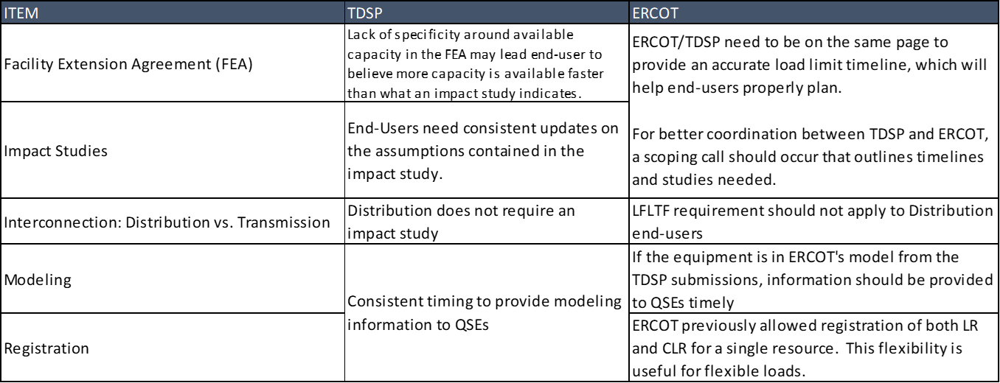 ITEM
TDSP
ERCOT
Facility Extension Agreement (FEA)
Lack of specificity around available
capacity in the FEA may lead end-user to
believe more capacity is available faster
than what an impact study indicates.
ERCOT/TDSP need to be on the same page to
provide an accurate load limit timeline, which will
help end-users properly plan.
For better coordination between TDSP and ERCOT,
a scoping call should occur that outlines timelines
and studies needed.
Impact Studies
End-Users need consistent updates on
the assumptions contained in the
impact study.
Interconnection: Distribution vs. Transmission
Distribution does not require an
impact study
LFLTF requirement should not apply to Distribution
end-users
Modeling
Consistent timing to provide modeling
information to QSEs
If the equipment is in ERCOT's model from the
TDSP submissions, information should be provided
to QSEs timely
Registration
ERCOT previously allowed registration of both LR
and CLR for a single resource.  This flexibility is
useful for flexible loads.